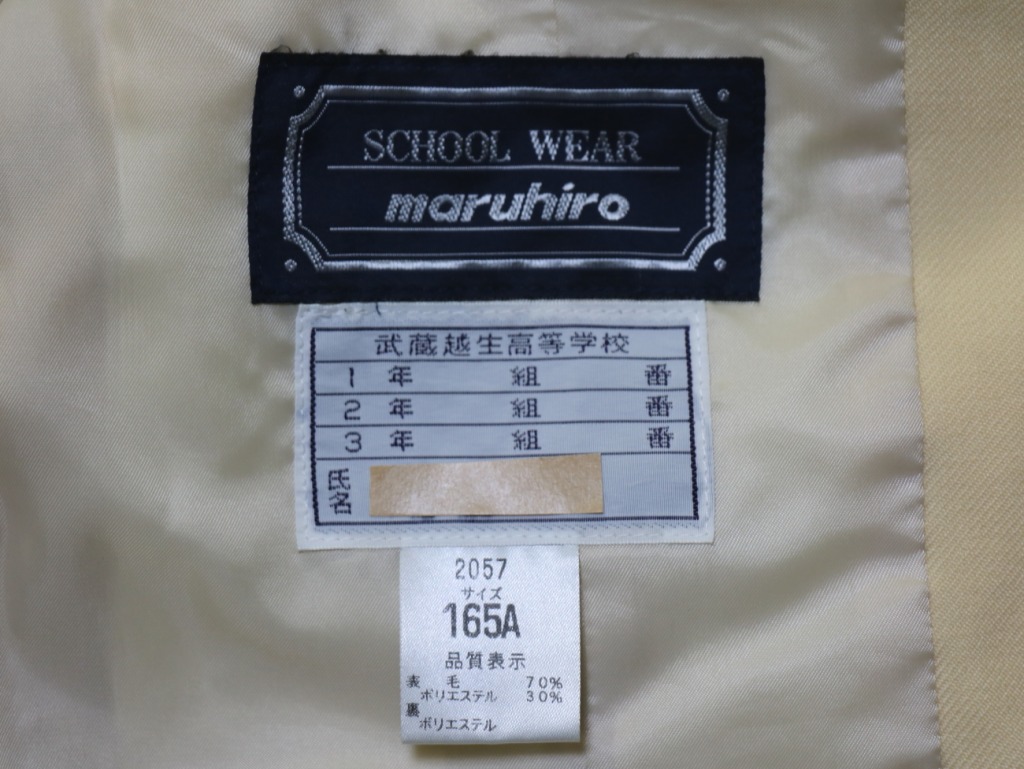 SCHOOL WEAR
maruhiro
武蔵越生高等学校
1 年 組 番
2 年 組 番
3 年 組 番
氏名
2057
サイズ
165A
品質表示
表 毛 70%
ポリエステル 30%
裏
ポリエステル